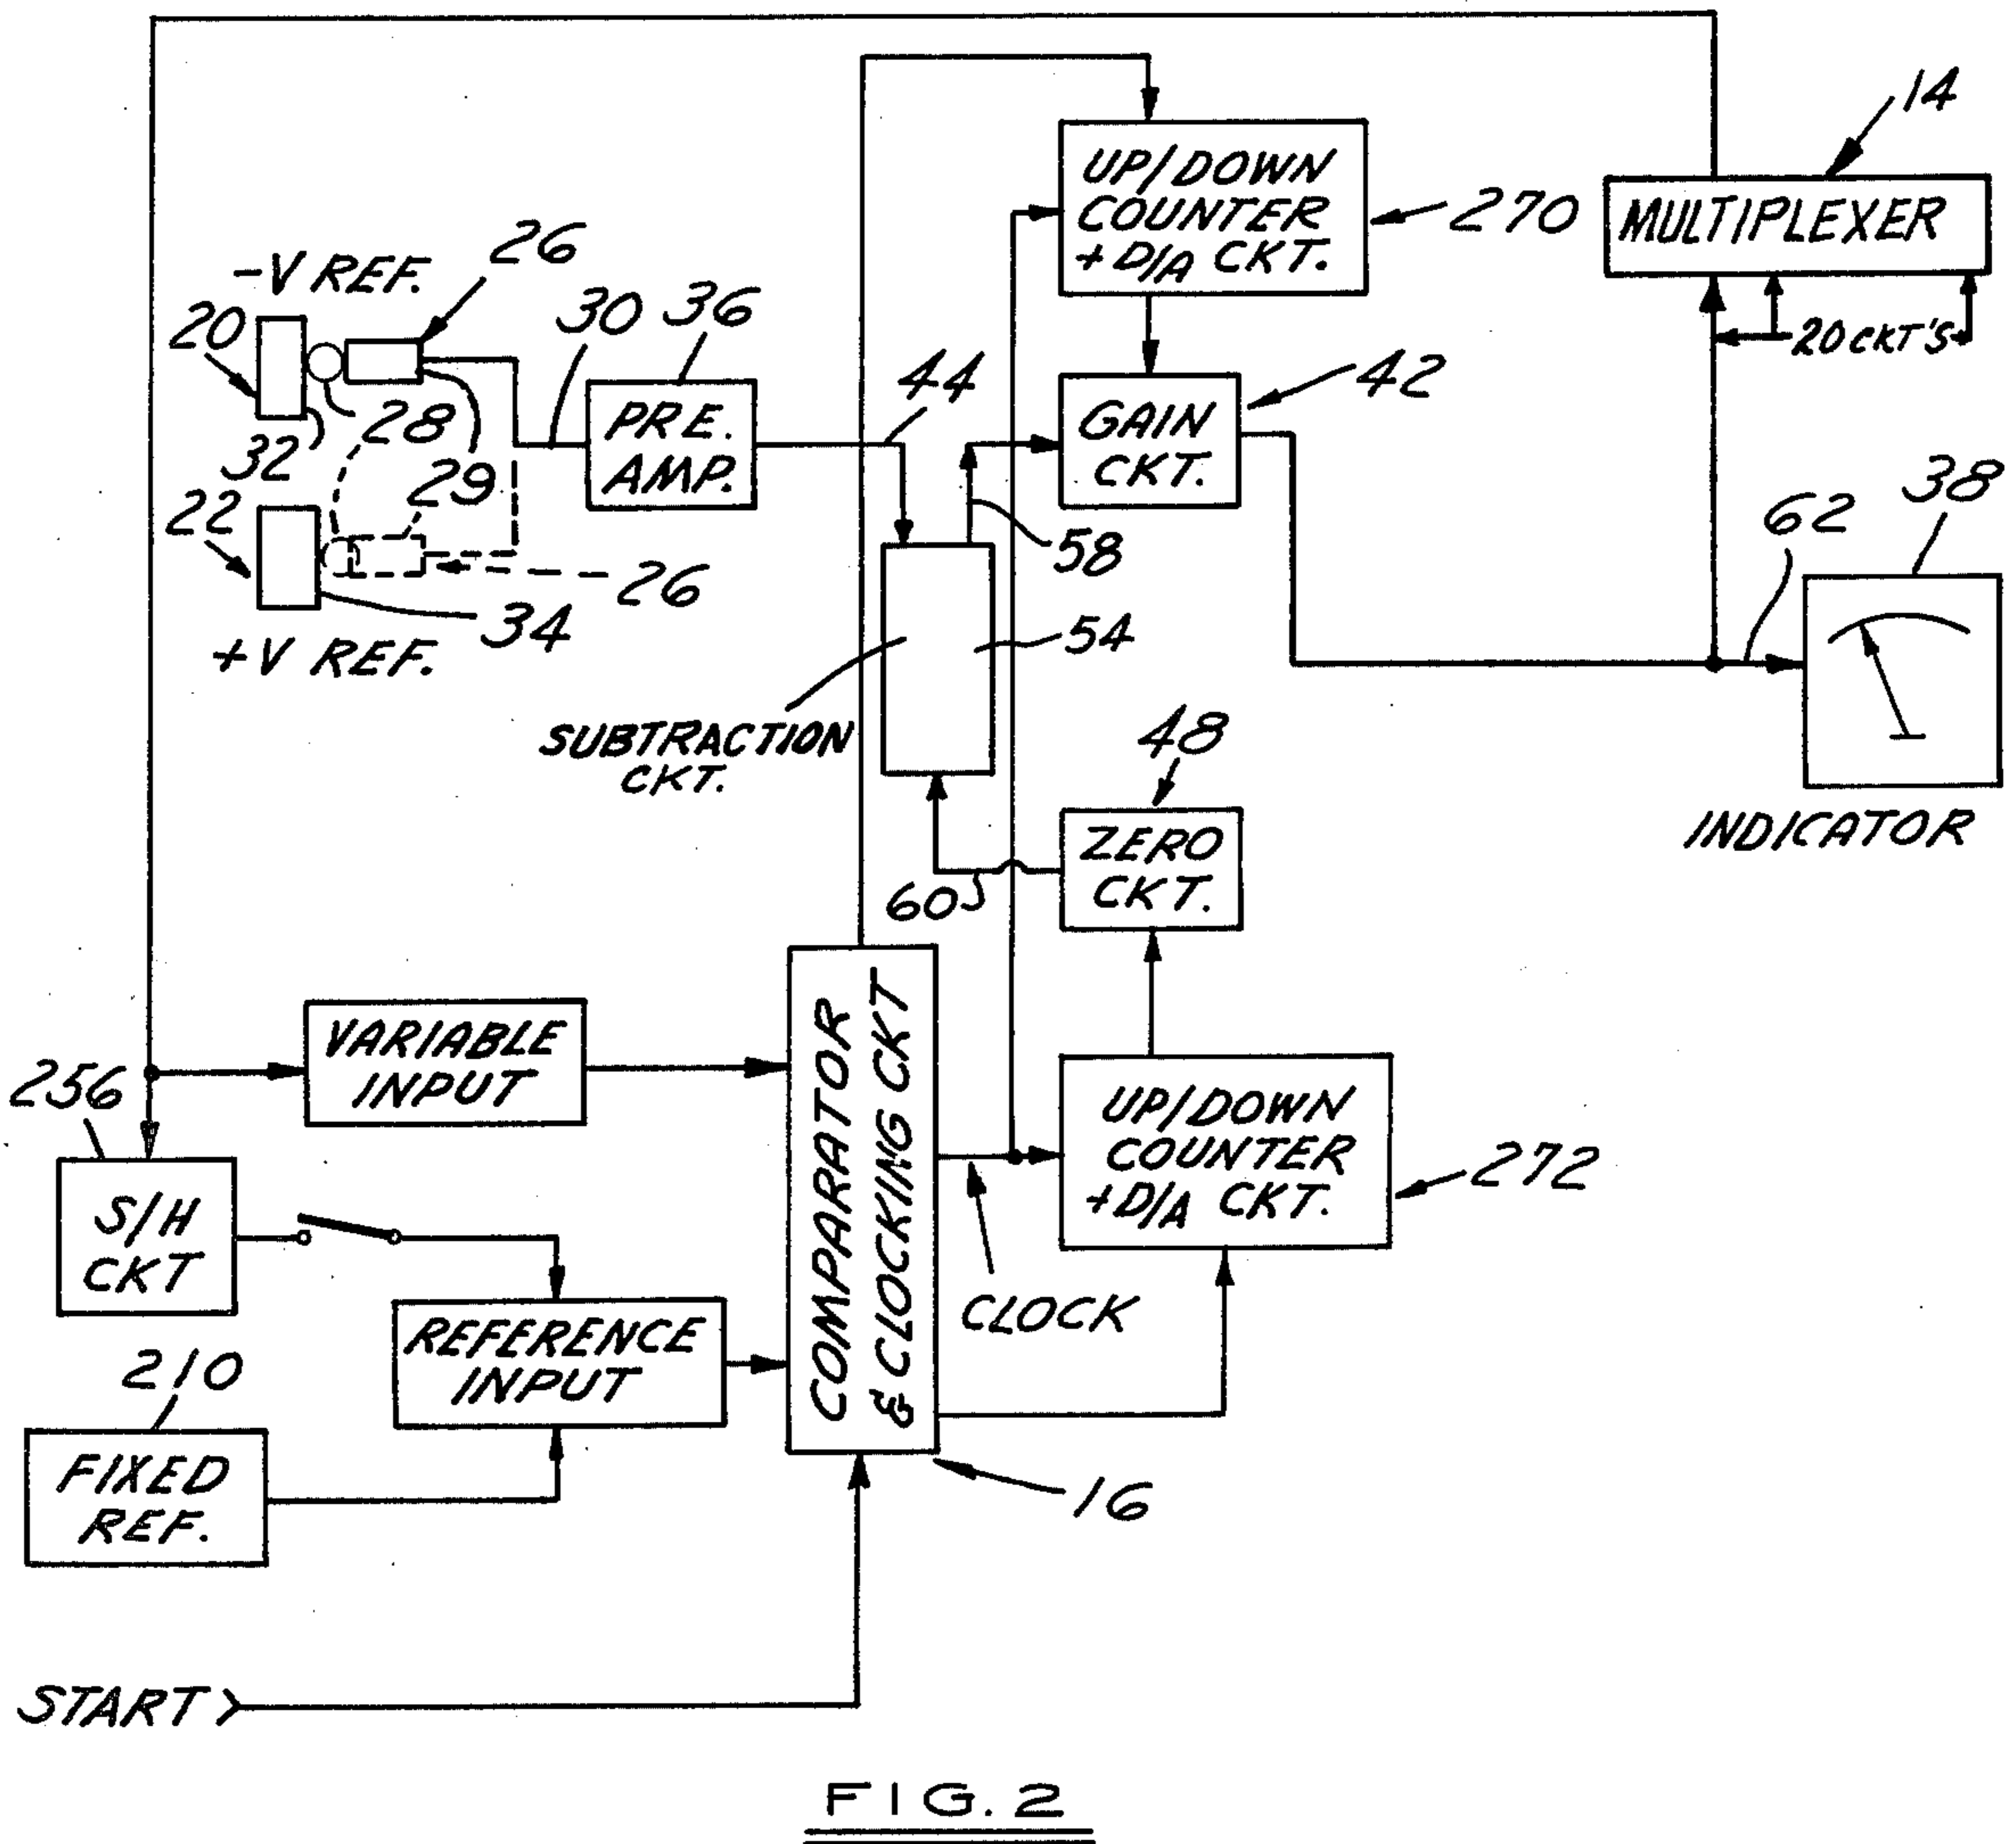 14
UP/DOWN
COUNTER
+D/A CKT.
270
MULTIPLEXER
20 CKT'S
-V REF.
26
20
30
36
32
28
29
PRE.
AMP.
44
GAIN
CKT.
42
22
26
34
+V REF.
58
54
62
38
SUBTRACTION
CKT.
48
ZERO
CKT.
60
INDICATOR
256
VARIABLE
INPUT
S/H
CKT
COMPARATOR
& CLOCKING CKT
UP/DOWN
COUNTER
+D/A CKT.
272
CLOCK
REFERENCE
INPUT
210
FIXED
REF.
16
START
FIG. 2